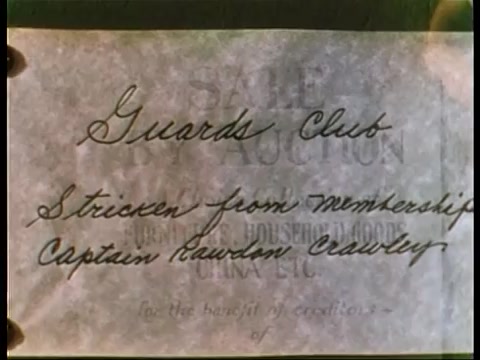 Guards Club
Stricken from membership
Captain Rawdon Crawley
SALE
BY AUCTION
FURNITURE HOUSEHOLD GOODS
CHINA ETC.
for the benefit of creditors
of